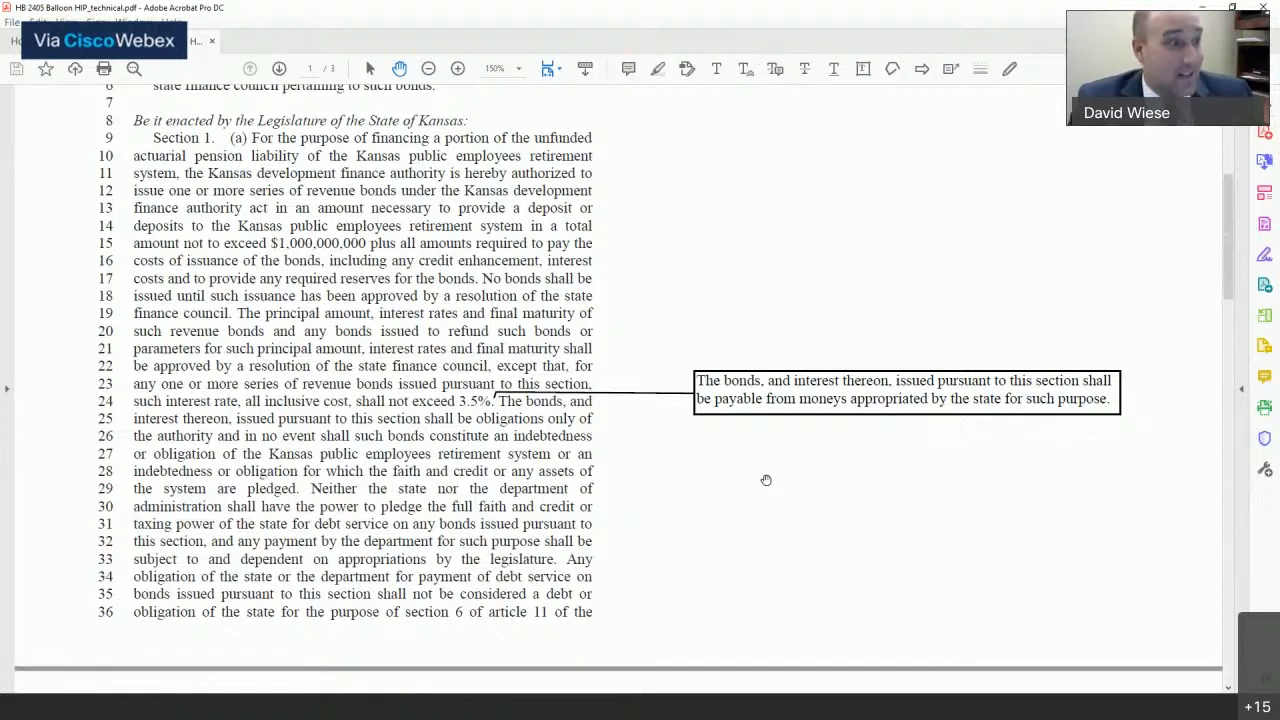 HB 2405 Balloon HIP_technical.pdf - Adobe Acrobat Pro DC
Via CiscoWebex
H...
1 / 3
150%
David Wiese
6 state finance council pertaining to such bonds.
7
8 Be it enacted by the Legislature of the State of Kansas:
9 Section 1. (a) For the purpose of financing a portion of the unfunded
10 actuarial pension liability of the Kansas public employees retirement
11 system, the Kansas development finance authority is hereby authorized to
12 issue one or more series of revenue bonds under the Kansas development
13 finance authority act in an amount necessary to provide a deposit or
14 deposits to the Kansas public employees retirement system in a total
15 amount not to exceed $1,000,000,000 plus all amounts required to pay the
16 costs of issuance of the bonds, including any credit enhancement, interest
17 costs and to provide any required reserves for the bonds. No bonds shall be
18 issued until such issuance has been approved by a resolution of the state
19 finance council. The principal amount, interest rates and final maturity of
20 such revenue bonds and any bonds issued to refund such bonds or
21 parameters for such principal amount, interest rates and final maturity shall
22 be approved by a resolution of the state finance council, except that, for
23 any one or more series of revenue bonds issued pursuant to this section,
24 such interest rate, all inclusive cost, shall not exceed 3.5%. The bonds, and
25 interest thereon, issued pursuant to this section shall be obligations only of
26 the authority and in no event shall such bonds constitute an indebtedness
27 or obligation of the Kansas public employees retirement system or an
28 indebtedness or obligation for which the faith and credit or any assets of
29 the system are pledged. Neither the state nor the department of
30 administration shall have the power to pledge the full faith and credit or
31 taxing power of the state for debt service on any bonds issued pursuant to
32 this section, and any payment by the department for such purpose shall be
33 subject to and dependent on appropriations by the legislature. Any
34 obligation of the state or the department for payment of debt service on
35 bonds issued pursuant to this section shall not be considered a debt or
36 obligation of the state for the purpose of section 6 of article 11 of the
The bonds, and interest thereon, issued pursuant to this section shall
be payable from moneys appropriated by the state for such purpose.
+15